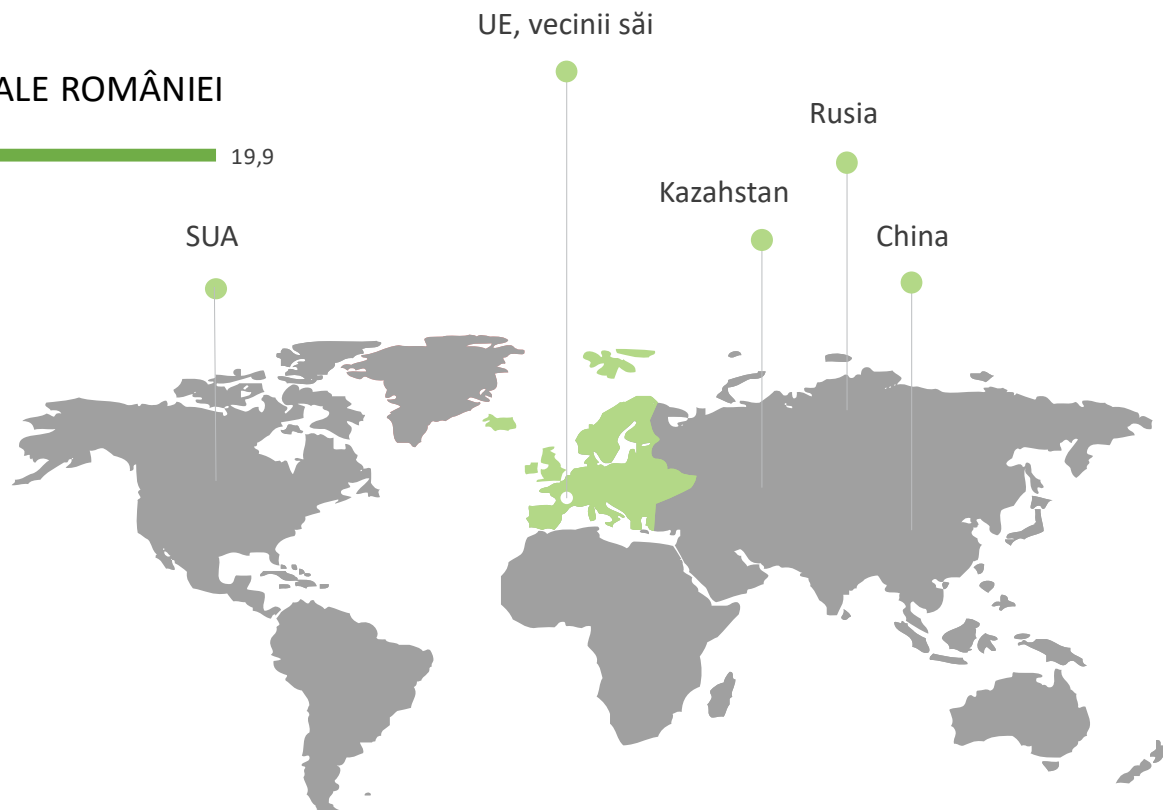 UE, vecinii săi
ALE ROMÂNIEI
Rusia
19,9
Kazahstan
SUA
China